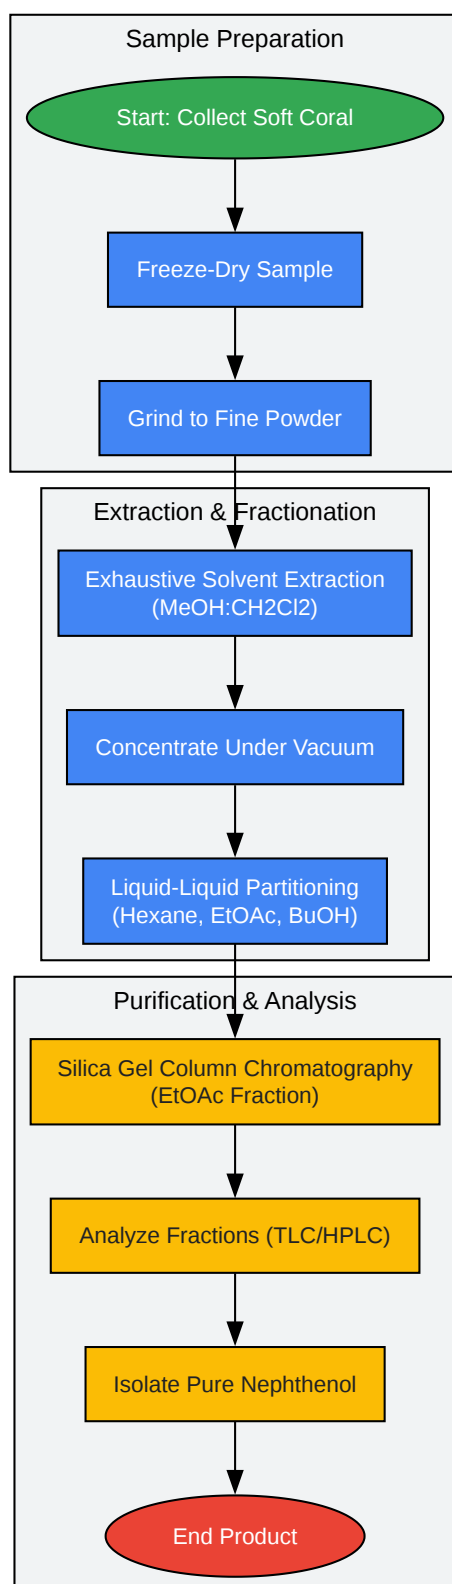 Sample Preparation
Start: Collect Soft Coral
Freeze-Dry Sample
Grind to Fine Powder
Extraction & Fractionation
Exhaustive Solvent Extraction
(MeOH:CH2Cl2)
Concentrate Under Vacuum
Liquid-Liquid Partitioning
(Hexane, EtOAc, BuOH)
Purification & Analysis
Silica Gel Column Chromatography
(EtOAc Fraction)
Analyze Fractions (TLC/HPLC)
Isolate Pure Nephthenol
End Product